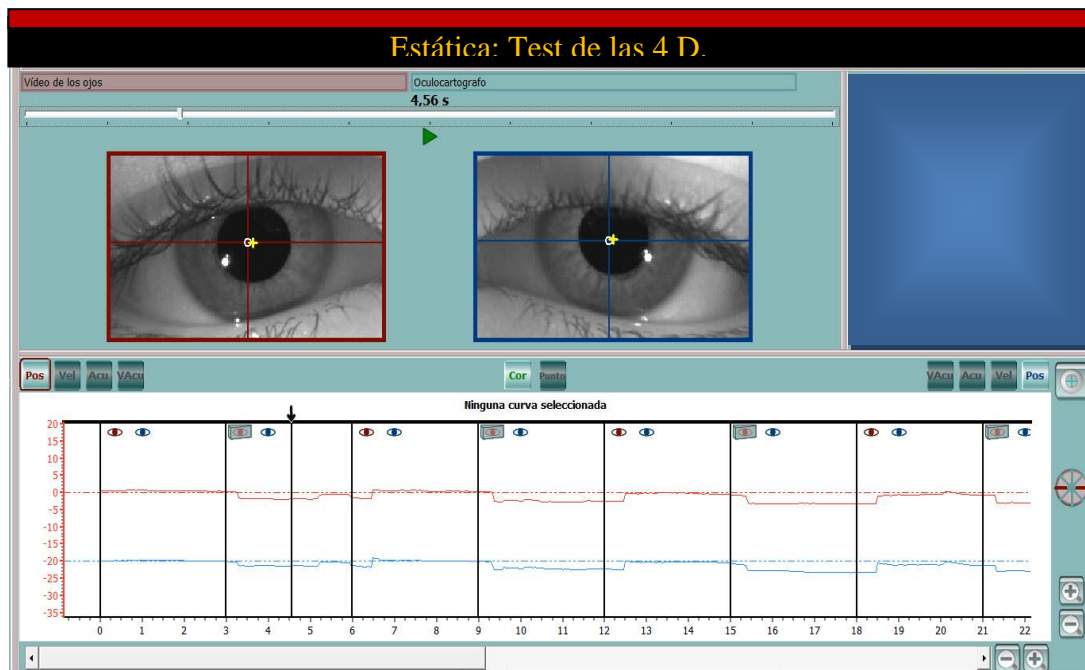 Estática: Test de las 4 D.
Vídeo de los ojos
Oculocartografo
4,56 s
Pos Vel Acu VAcu
Cor Punto
VAcu Acu Vel Pos
Ninguna curva seleccionada
20
15
10
5
0
-5
-10
-15
-20
-25
-30
-35
0 1 2 3 4 5 6 7 8 9 10 11 12 13 14 15 16 17 18 19 20 21 22